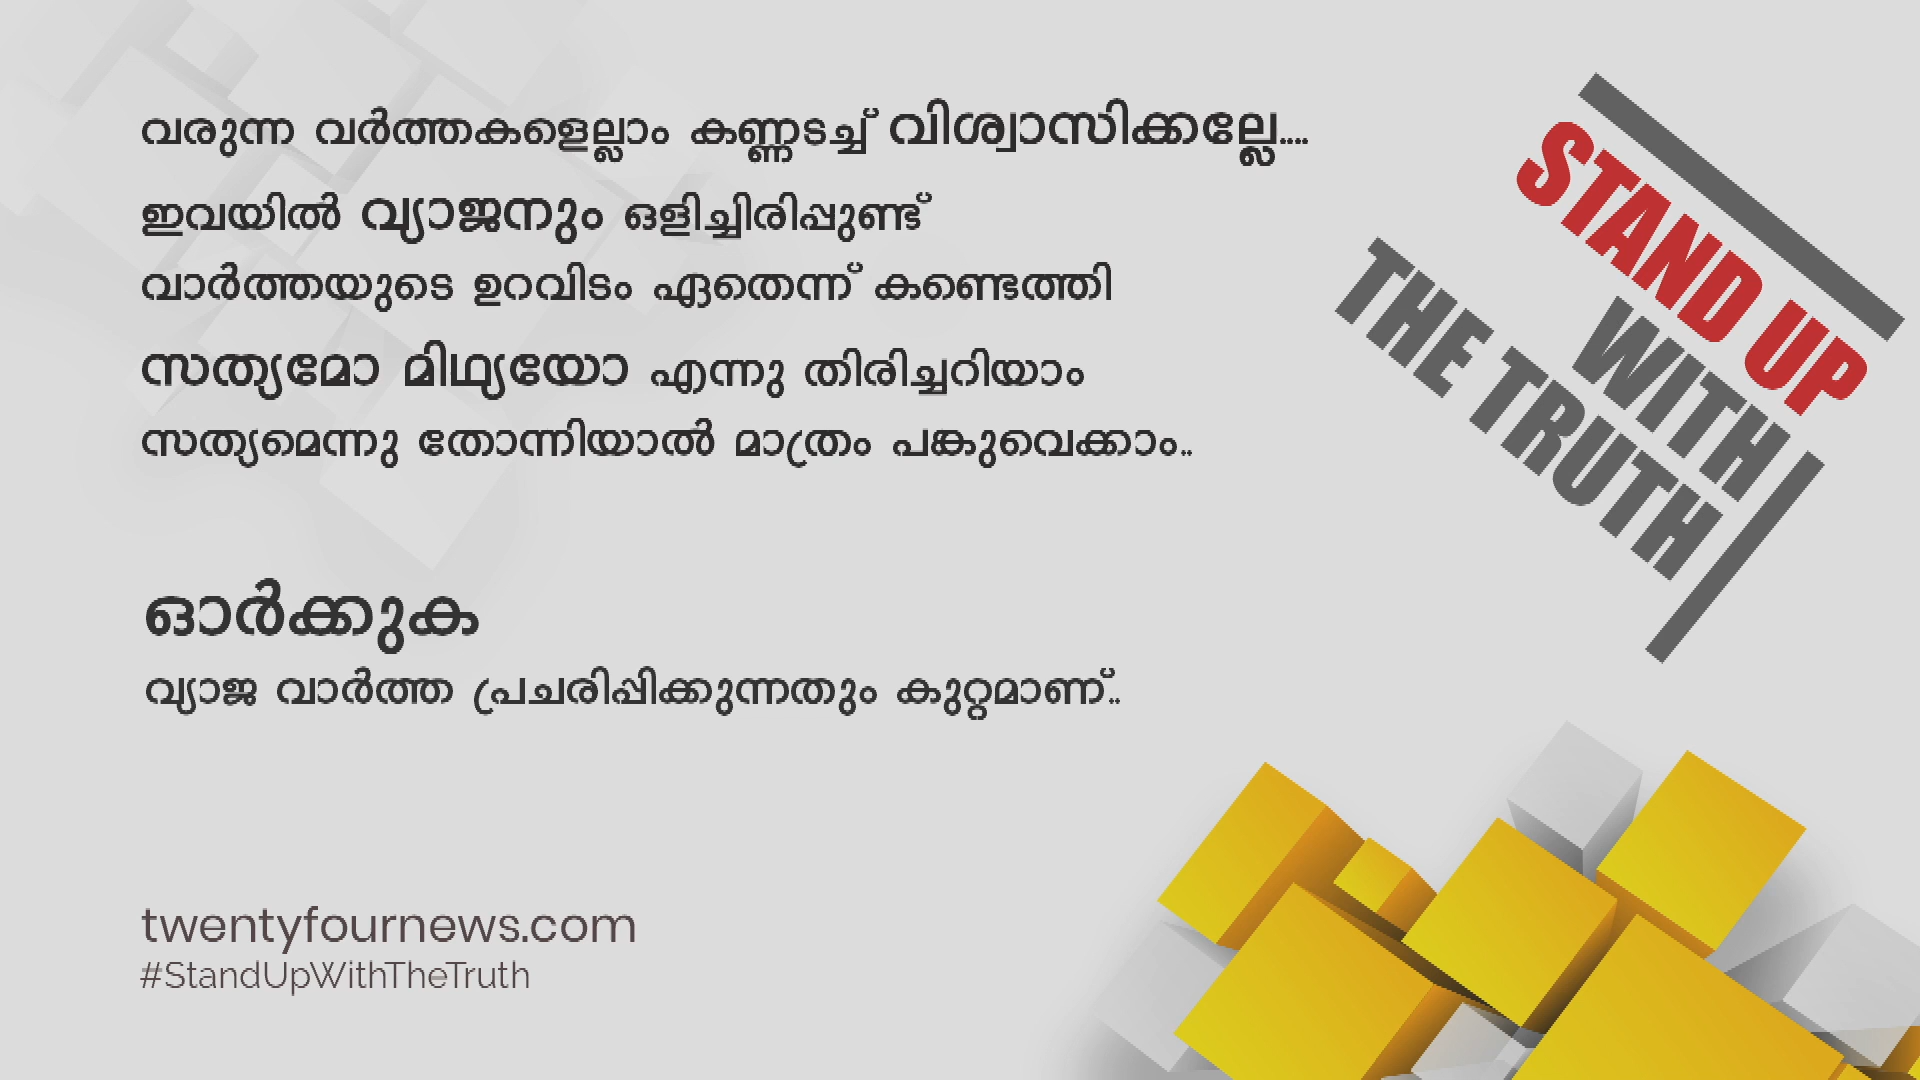 വരുന്ന വർത്തകളെല്ലാം കണ്ണടച്ച് വിശ്വാസിക്കല്ലേ....
ഇവയിൽ വ്യാജനും ഒളിച്ചിരിപ്പുണ്ട്
വാർത്തയുടെ ഉറവിടം ഏതെന്ന് കണ്ടെത്തി
സത്യമോ മിഥ്യയോ എന്നു തിരിച്ചറിയാം
സത്യമെന്നു തോന്നിയാൽ മാത്രം പങ്കുവെക്കാം..
ഓർക്കുക
വ്യാജ വാർത്ത പ്രചരിപ്പിക്കുന്നതും കുറ്റമാണ്..
STAND UP
WITH
THE TRUTH
twentyfournews.com
#StandUpWithTheTruth